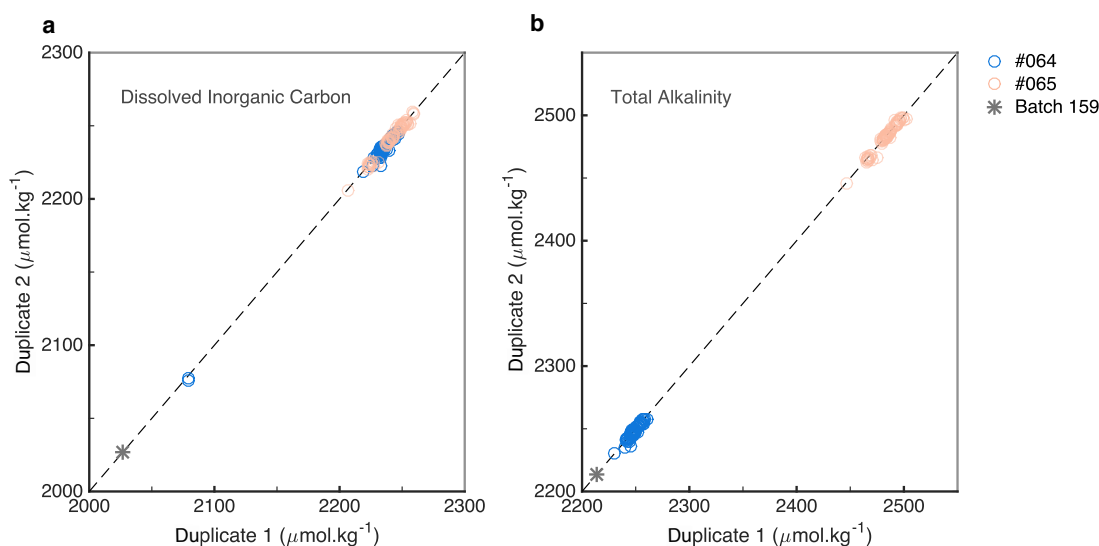 a
2300
2200
2100
2000
Duplicate 2 (μmol.kg⁻¹)
Dissolved Inorganic Carbon
2000 2100 2200 2300
Duplicate 1 (μmol.kg⁻¹)
b
2500
2400
2300
2200
Duplicate 2 (μmol.kg⁻¹)
Total Alkalinity
2200 2300 2400 2500
Duplicate 1 (μmol.kg⁻¹)
#064
#065
Batch 159